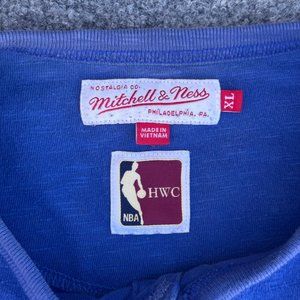 NOSTALGIA CO.
Mitchell & Ness
PHILADELPHIA, PA.
XL
MADE IN
VIETNAM
HWC
NBA